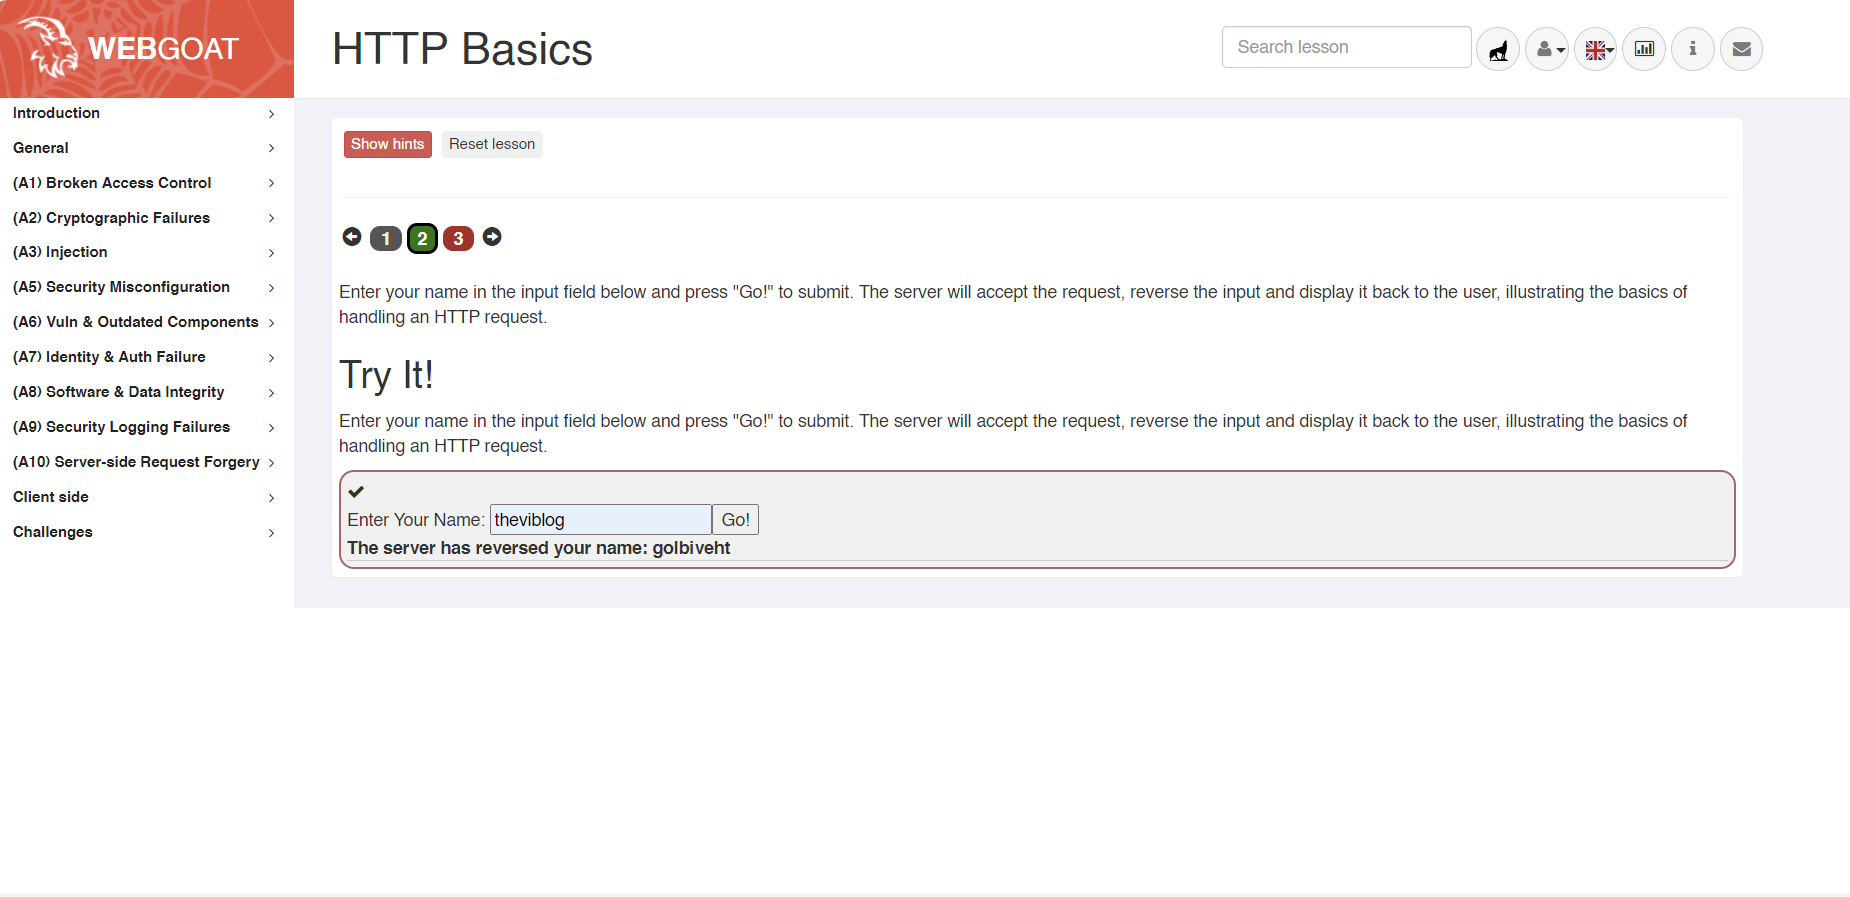 WEBGOAT
HTTP Basics
Search lesson
Introduction
General
(A1) Broken Access Control
(A2) Cryptographic Failures
(A3) Injection
(A5) Security Misconfiguration
(A6) Vuln & Outdated Components
(A7) Identity & Auth Failure
(A8) Software & Data Integrity
(A9) Security Logging Failures
(A10) Server-side Request Forgery
Client side
Challenges
Show hints Reset lesson
1 2 3
Enter your name in the input field below and press "Go!" to submit. The server will accept the request, reverse the input and display it back to the user, illustrating the basics of
handling an HTTP request.
Try It!
Enter your name in the input field below and press "Go!" to submit. The server will accept the request, reverse the input and display it back to the user, illustrating the basics of
handling an HTTP request.
Enter Your Name: theviblog Go!
The server has reversed your name: golbiveht